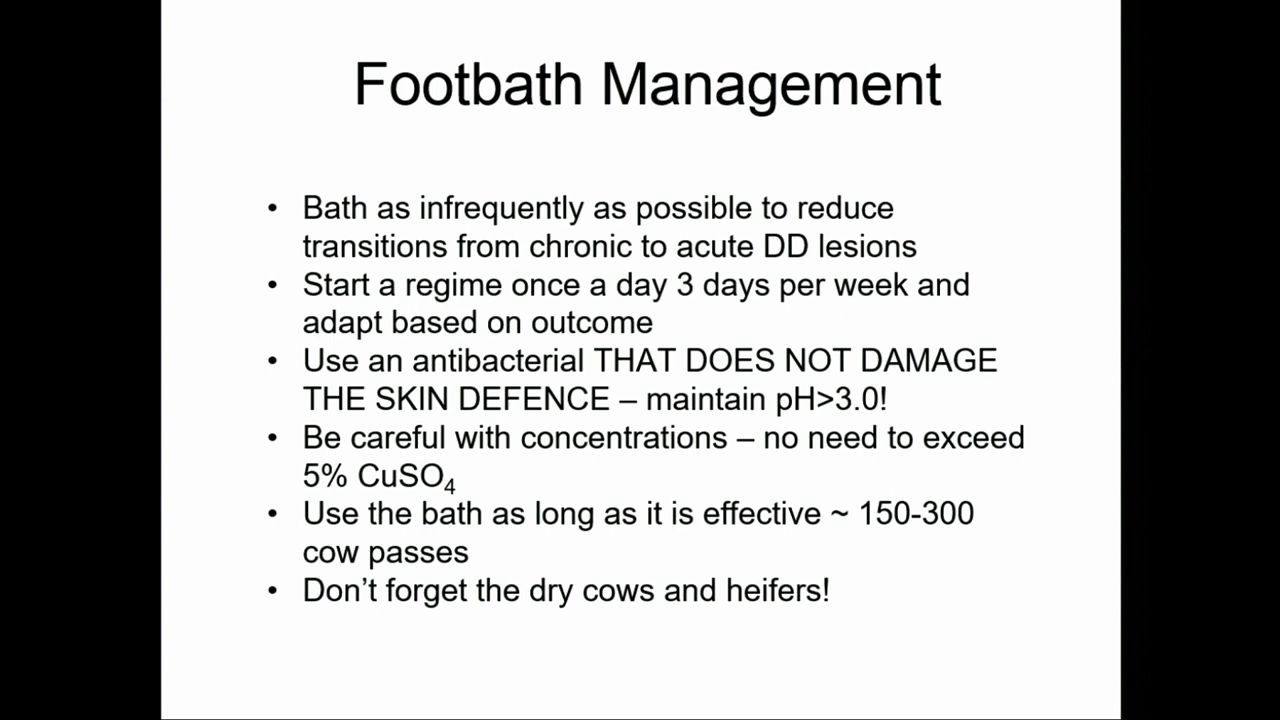 Footbath Management
• Bath as infrequently as possible to reduce
transitions from chronic to acute DD lesions
• Start a regime once a day 3 days per week and
adapt based on outcome
• Use an antibacterial THAT DOES NOT DAMAGE
THE SKIN DEFENCE – maintain pH>3.0!
• Be careful with concentrations – no need to exceed
5% CuSO₄
• Use the bath as long as it is effective ~ 150-300
cow passes
• Don’t forget the dry cows and heifers!